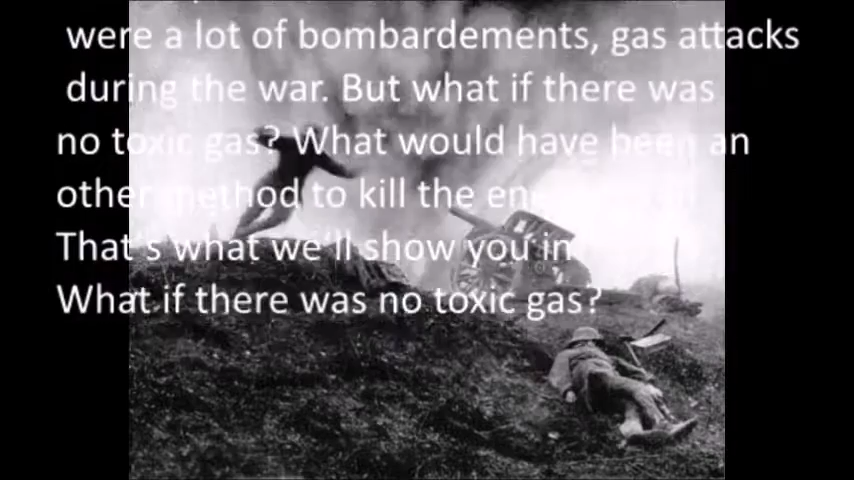 were a lot of bombardements, gas attacks
during the war. But what if there was
no toxic gas? What would have been an
other method to kill the
That's what we'll show you in
What if there was no toxic gas?